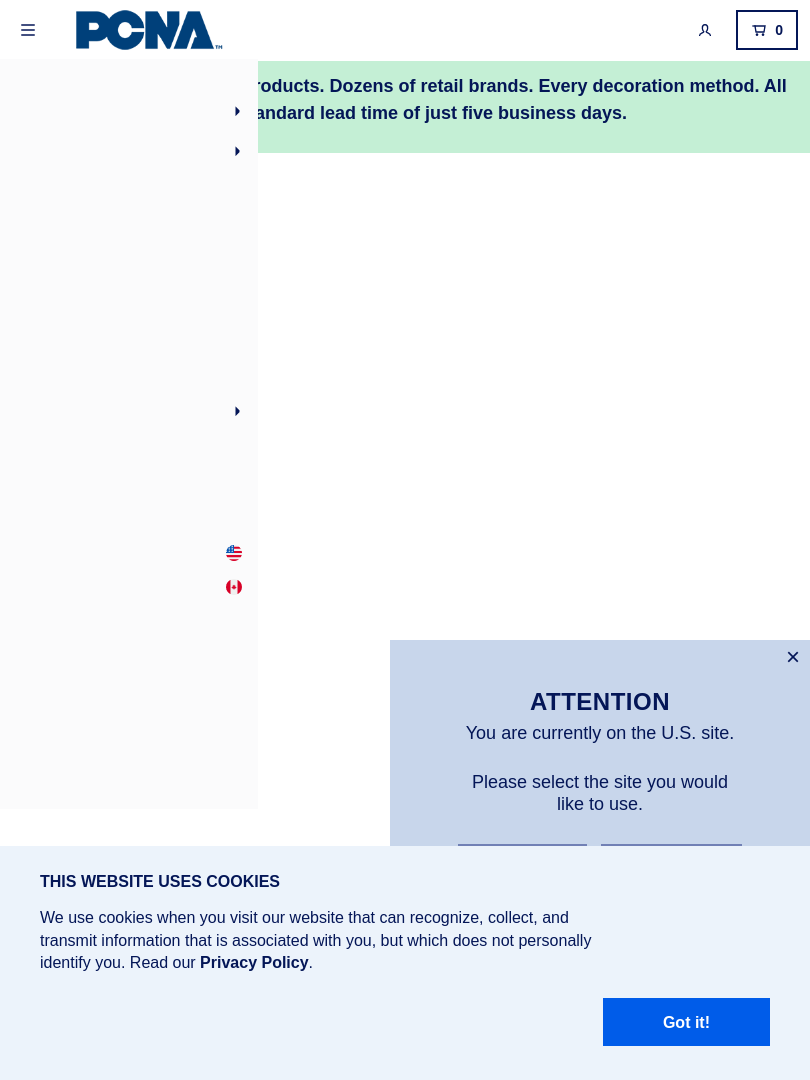 PCNA™
0
roducts. Dozens of retail brands. Every decoration method. All
andard lead time of just five business days.
ATTENTION
You are currently on the U.S. site.
Please select the site you would
like to use.
THIS WEBSITE USES COOKIES
We use cookies when you visit our website that can recognize, collect, and
transmit information that is associated with you, but which does not personally
identify you. Read our Privacy Policy.
Got it!